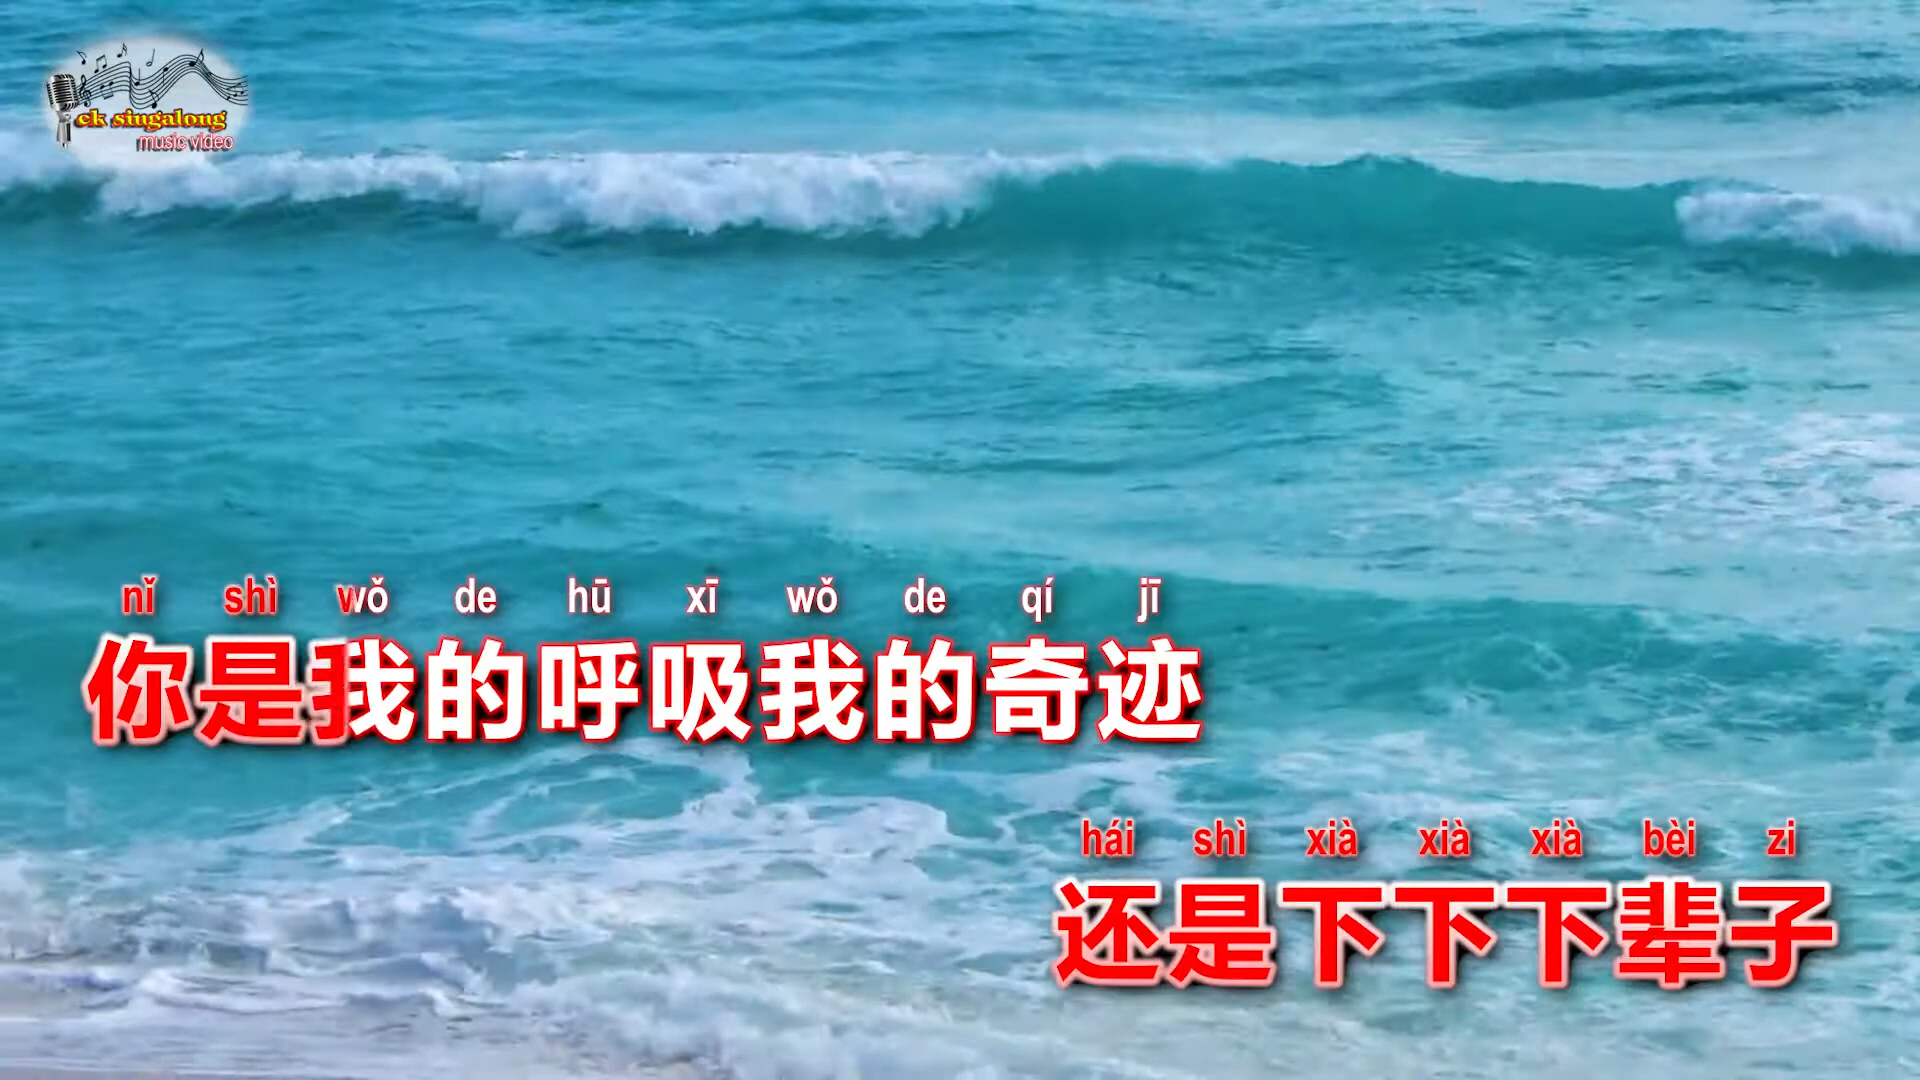 ck singalong
music video
nǐ shì wǒ de hū xī wǒ de qí jī
你是我的呼吸我的奇迹
hái shì xià xià xià bèi zi
还是下下下辈子